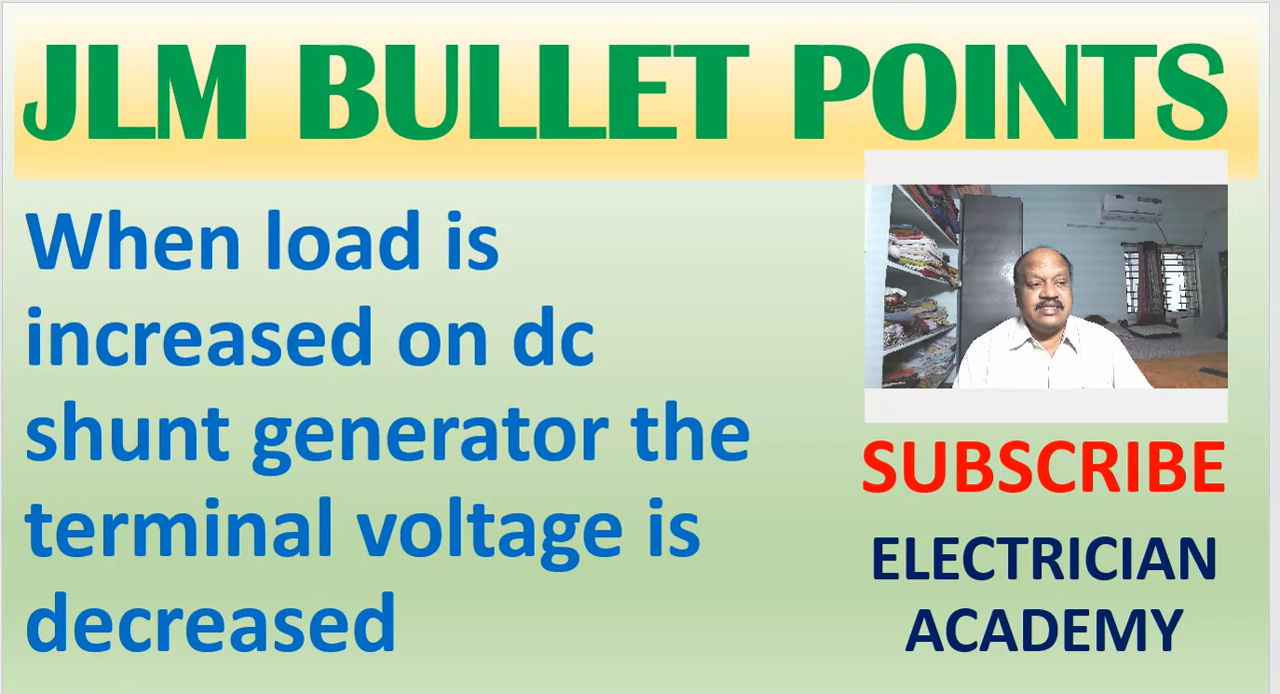 JLM BULLET POINTS
When load is
increased on dc
shunt generator the
terminal voltage is
decreased
SUBSCRIBE
ELECTRICIAN
ACADEMY